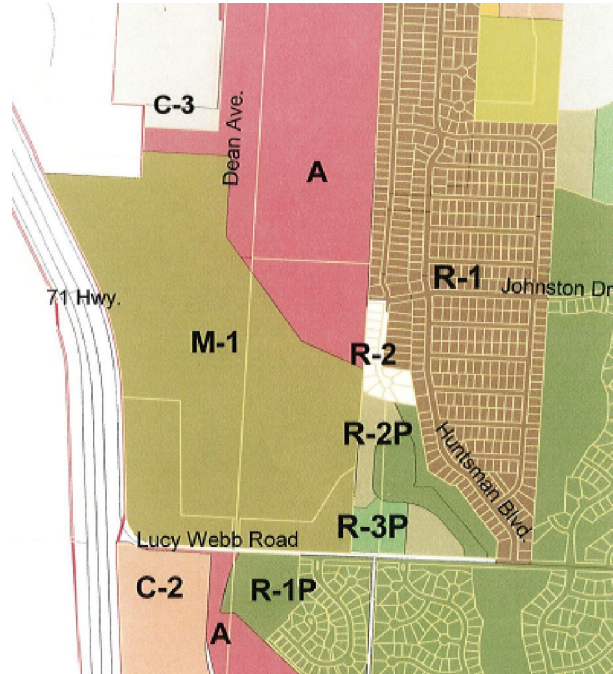 C-3
Dean Ave.
A
R-1
Johnston Dr
71 Hwy.
M-1
R-2
R-2P
Huntsman Blvd.
R-3P
Lucy Webb Road
C-2
R-1P
A